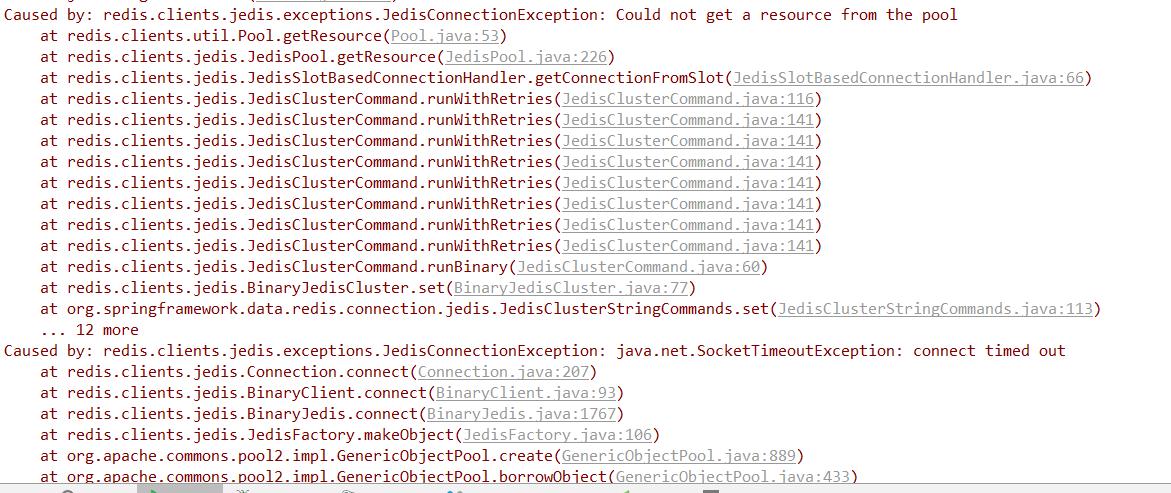 Caused by: redis.clients.jedis.exceptions.JedisConnectionException: Could not get a resource from the pool
at redis.clients.util.Pool.getResource(Pool.java:53)
at redis.clients.jedis.JedisPool.getResource(JedisPool.java:226)
at redis.clients.jedis.JedisSlotBasedConnectionHandler.getConnectionFromSlot(JedisSlotBasedConnectionHandler.java:66)
at redis.clients.jedis.JedisClusterCommand.runWithRetries(JedisClusterCommand.java:116)
at redis.clients.jedis.JedisClusterCommand.runWithRetries(JedisClusterCommand.java:141)
at redis.clients.jedis.JedisClusterCommand.runWithRetries(JedisClusterCommand.java:141)
at redis.clients.jedis.JedisClusterCommand.runWithRetries(JedisClusterCommand.java:141)
at redis.clients.jedis.JedisClusterCommand.runWithRetries(JedisClusterCommand.java:141)
at redis.clients.jedis.JedisClusterCommand.runWithRetries(JedisClusterCommand.java:141)
at redis.clients.jedis.JedisClusterCommand.runWithRetries(JedisClusterCommand.java:141)
at redis.clients.jedis.JedisClusterCommand.runWithRetries(JedisClusterCommand.java:141)
at redis.clients.jedis.JedisClusterCommand.runBinary(JedisClusterCommand.java:60)
at redis.clients.jedis.BinaryJedisCluster.set(BinaryJedisCluster.java:77)
at org.springframework.data.redis.connection.jedis.JedisClusterStringCommands.set(JedisClusterStringCommands.java:113)
... 12 more
Caused by: redis.clients.jedis.exceptions.JedisConnectionException: java.net.SocketTimeoutException: connect timed out
at redis.clients.jedis.Connection.connect(Connection.java:207)
at redis.clients.jedis.BinaryClient.connect(BinaryClient.java:93)
at redis.clients.jedis.BinaryJedis.connect(BinaryJedis.java:1767)
at redis.clients.jedis.JedisFactory.makeObject(JedisFactory.java:106)
at org.apache.commons.pool2.impl.GenericObjectPool.create(GenericObjectPool.java:889)
at org.apache.commons.pool2.impl.GenericObjectPool.borrowObject(GenericObjectPool.java:433)